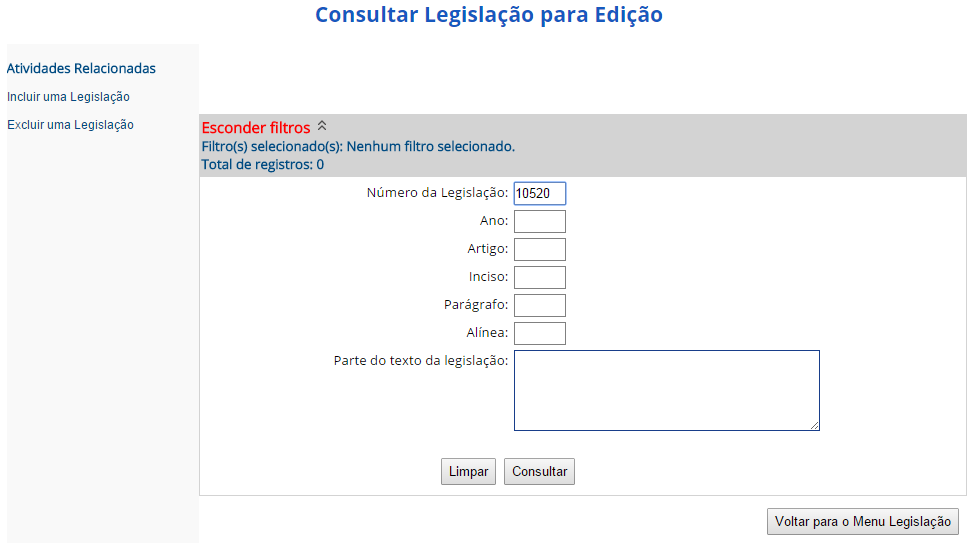 Consultar Legislação para Edição
Atividades Relacionadas
Incluir uma Legislação
Excluir uma Legislação
Esconder filtros
Filtro(s) selecionado(s): Nenhum filtro selecionado.
Total de registros: 0
Número da Legislação: 10520
Ano:
Artigo:
Inciso:
Parágrafo:
Alínea:
Parte do texto da legislação:
Limpar Consultar
Voltar para o Menu Legislação